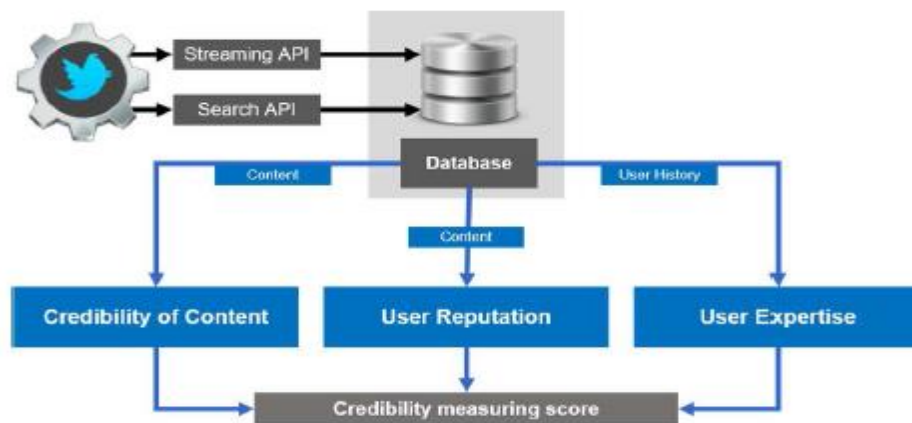 Streaming API
Search API
Database
Content
User History
Content
Credibility of Content
User Reputation
User Expertise
Credibility measuring score